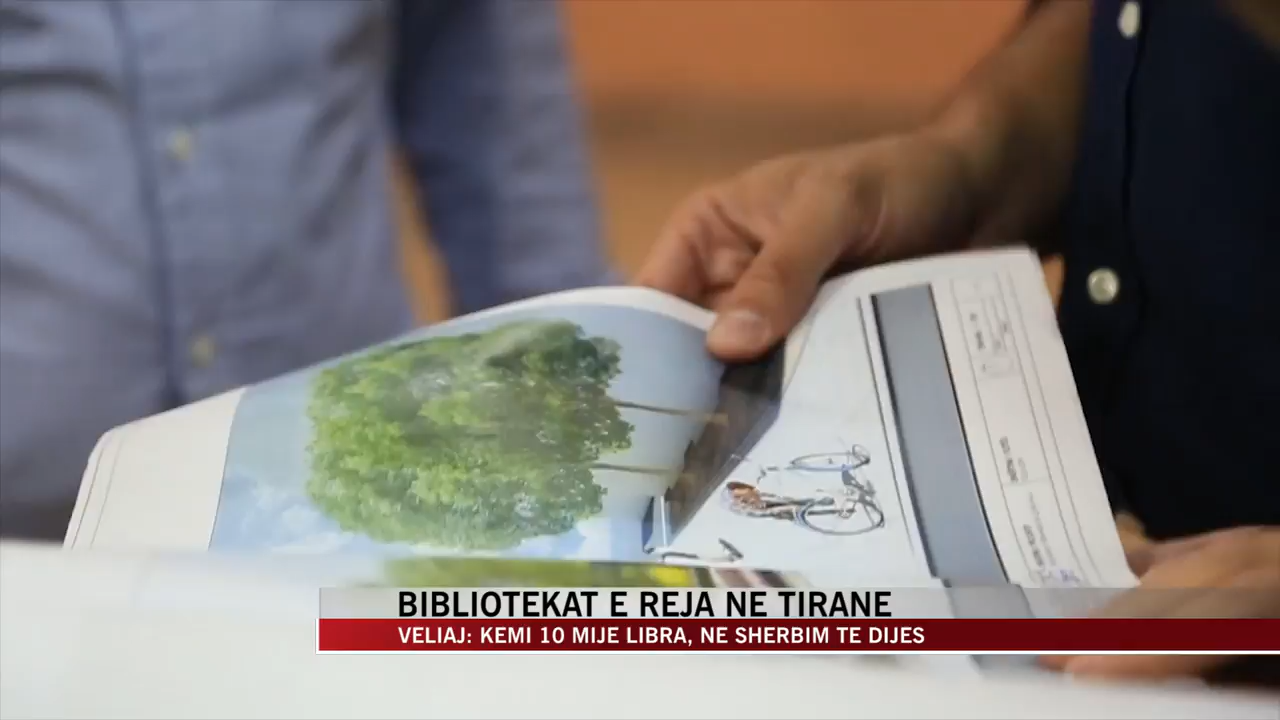 BIBLIOTEKAT E REJA NE TIRANE
VELIAJ: KEMI 10 MIJE LIBRA, NE SHERBIM TE DIJES